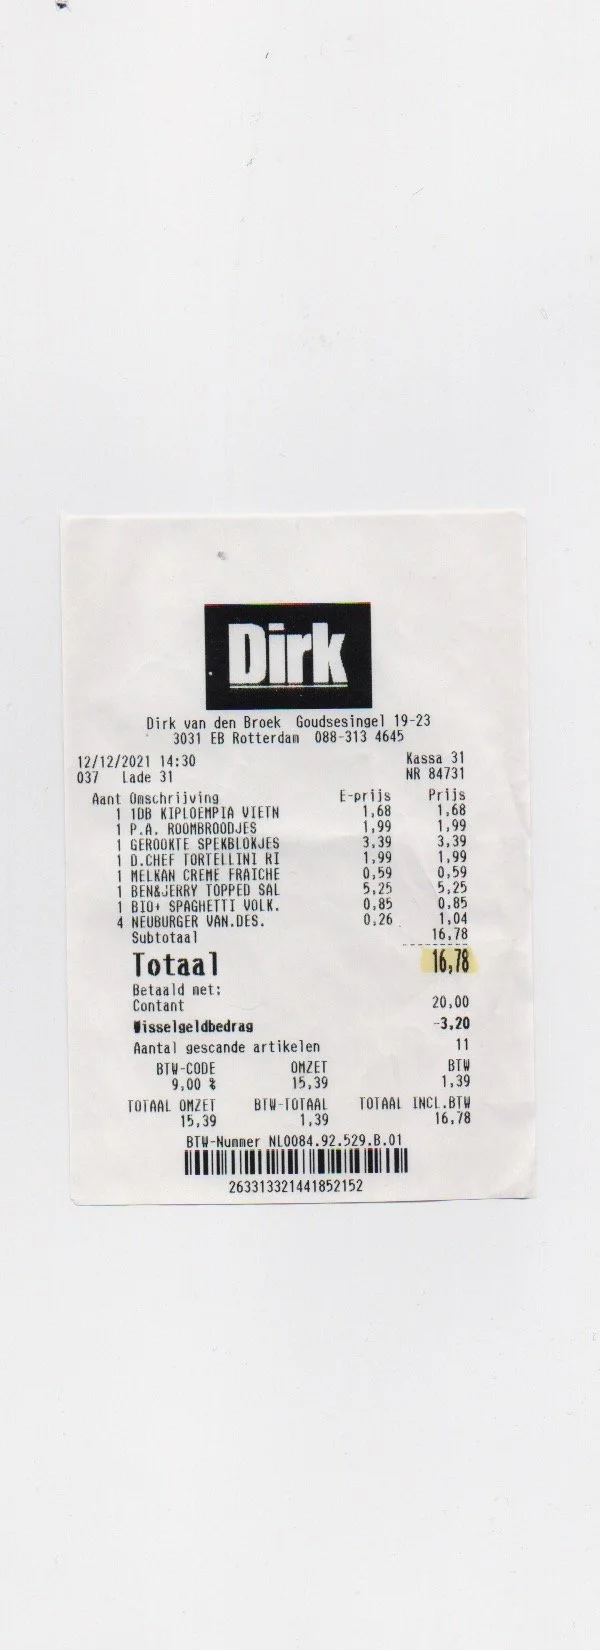 Dirk
Dirk van den Broek Goudsesingel 19-23
3031 EB Rotterdam 088-313 4645
12/12/2021 14:30 Kassa 31
037 Lade 31 NR 84731
Aant Omschrijving E-prijs Prijs
1 1DB KIPLOEMPIA VIETN 1,68 1,68
1 P.A. ROOMBROODJES 1,99 1,99
1 GEROOKTE SPEKBLOKJES 3,39 3,39
1 D.CHEF TORTELLINI RI 1,99 1,99
1 MELKAN CREME FRAICHE 0,59 0,59
1 BEN&JERRY TOPPED SAL 5,25 5,25
1 BIO+ SPAGHETTI VOLK. 0,85 0,85
4 NEUBURGER VAN.DES. 0,26 1,04
Subtotaal 16,78
Totaal 16,78
Betaald met:
Contant 20,00
Wisselgeldbedrag -3,20
Aantal gescande artikelen 11
BTW-CODE OMZET BTW
9,00 % 15,39 1,39
TOTAAL OMZET BTW-TOTAAL TOTAAL INCL.BTW
15,39 1,39 16,78
BTW-Nummer NL0084.92.529.B.01
263313321441852152